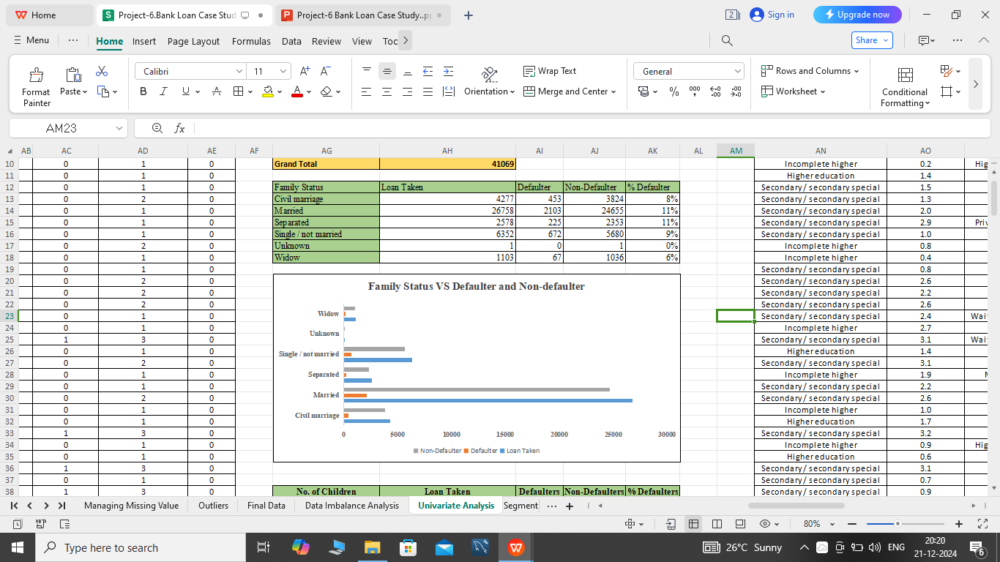 Home
Project-6.Bank Loan Case Stud
Project-6 Bank Loan Case Study..pp
2
Sign in
Upgrade now
Menu
Home Insert Page Layout Formulas Data Review View Too
Share
Format Painter
Paste
Calibri 11
Wrap Text
Orientation
Merge and Center
General
Rows and Columns
Worksheet
Conditional Formatting
AM23
fx
AB AC AD AE AF AG AH AI AJ AK AL AM AN AO
10 0 1 0 Grand Total 41069 Incomplete higher 0.2 Hig
11 0 1 0 Higher education 1.4
12 0 1 0 Family Status Loan Taken Defaulter Non-Defaulter % Defaulter Secondary / secondary special 1.5
13 0 2 0 Civil marriage 4277 453 3824 8% Secondary / secondary special 1.3
14 0 1 0 Married 26758 2103 24655 11% Secondary / secondary special 2.0
15 0 1 0 Separated 2578 225 2353 11% Secondary / secondary special 2.9 Priv
16 0 1 0 Single / not married 6352 672 5680 9% Secondary / secondary special 1.0
17 0 2 0 Unknown 1 0 1 0% Incomplete higher 0.8
18 0 1 0 Widow 1103 67 1036 6% Incomplete higher 0.4
19 0 1 0 Secondary / secondary special 0.8
20 0 2 0 Secondary / secondary special 2.6
21 0 2 0 Secondary / secondary special 2.2
22 0 2 0 Secondary / secondary special 2.6
23 0 1 0 Secondary / secondary special 2.4 Wai
24 0 1 0 Incomplete higher 2.7
25 1 3 0 Secondary / secondary special 3.1 Wai
26 0 1 0 Higher education 1.4
27 0 2 0 Secondary / secondary special 3.1
28 0 1 0 Incomplete higher 1.9
29 0 1 0 Secondary / secondary special 2.2
30 0 2 0 Secondary / secondary special 2.6
31 0 1 0 Incomplete higher 1.0
32 0 1 0 Higher education 1.7
33 1 3 0 Secondary / secondary special 3.2
34 0 1 0 Incomplete higher 0.9 Hig
35 0 1 0 Higher education 0.6
36 1 3 0 Secondary / secondary special 3.1
37 0 1 0 Secondary / secondary special 0.7
38 1 3 0 No. of Children Loan Taken Defaulters Non-Defaulters % Defaulters Secondary / secondary special 0.9
Family Status VS Defaulter and Non-defaulter
Widow
Unknown
Single / not married
Separated
Married
Civil marriage
0 5000 10000 15000 20000 25000 30000
Non-Defaulter Defaulter Loan Taken
Managing Missing Value Outliers Final Data Data Imbalance Analysis Univariate Analysis Segment ...
80%
Type here to search
26°C Sunny
ENG
20:20
21-12-2024
6